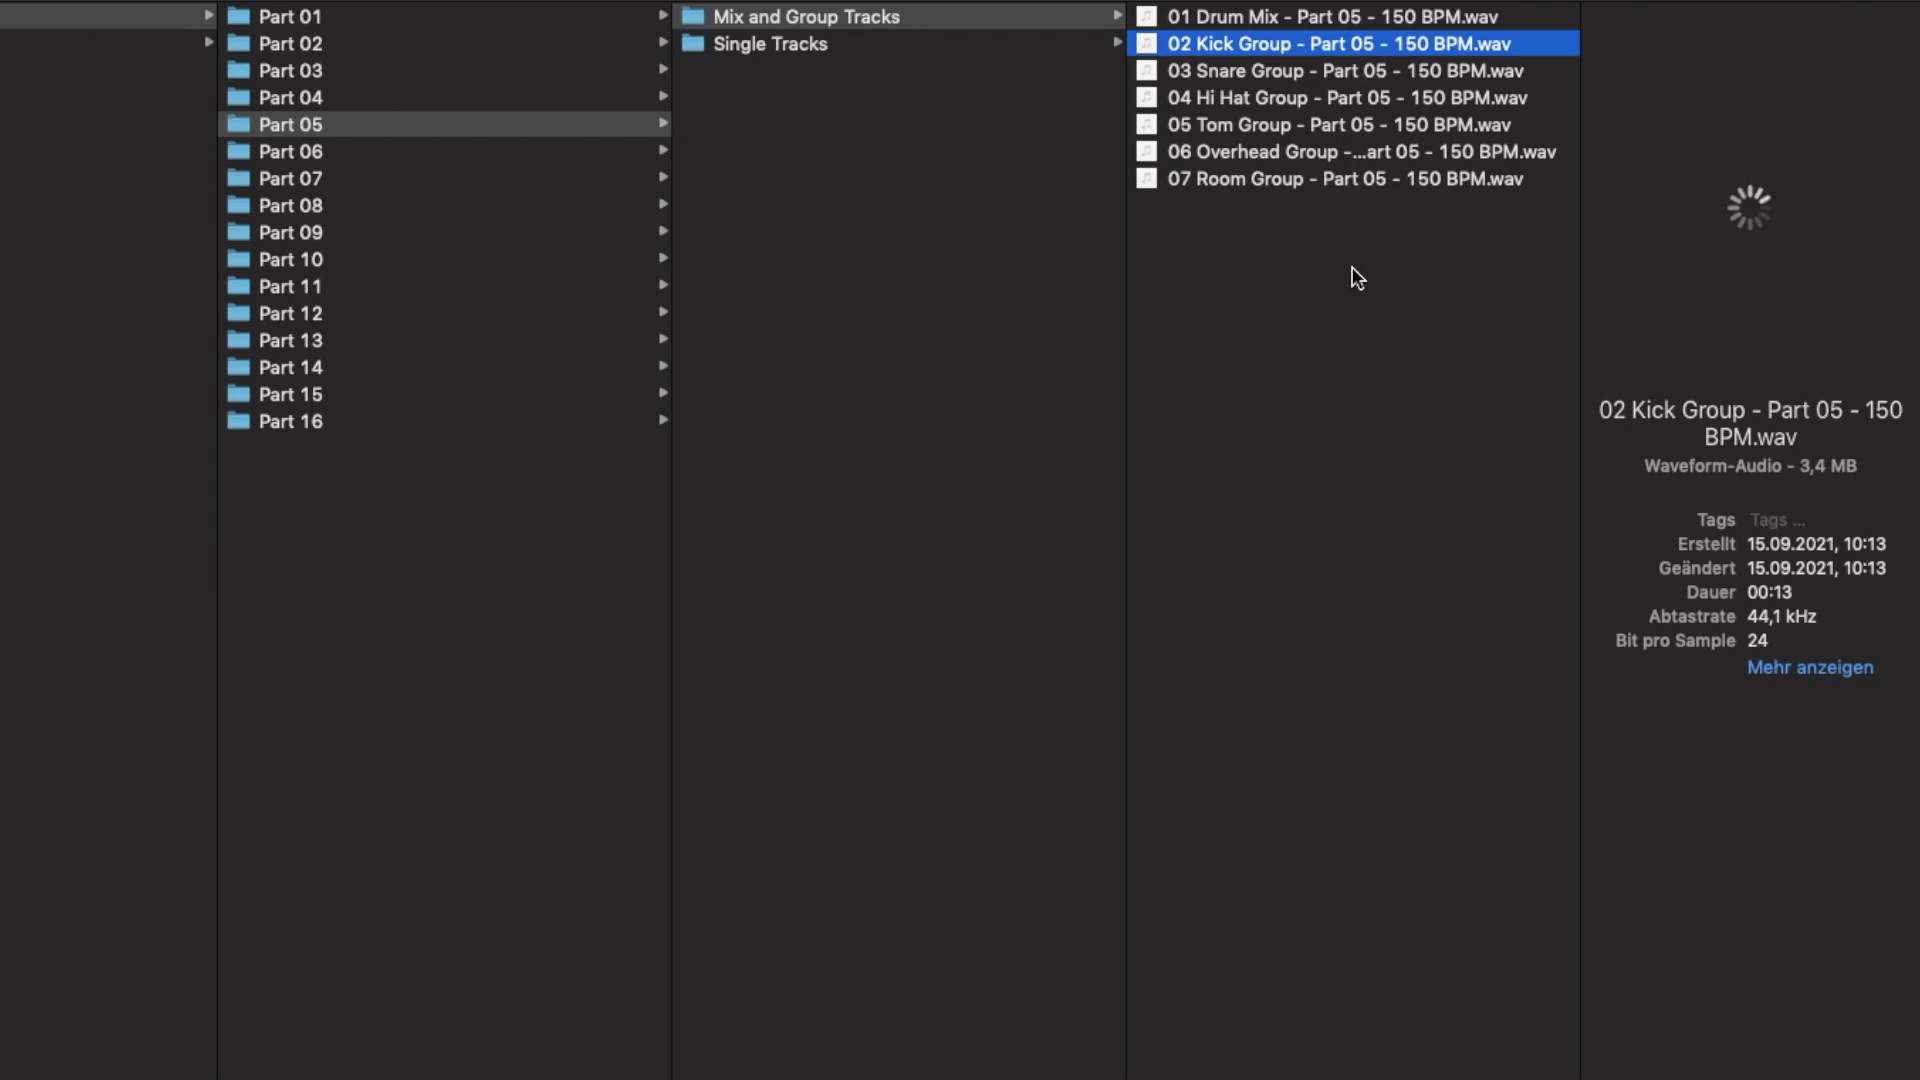 Part 01
Part 02
Part 03
Part 04
Part 05
Part 06
Part 07
Part 08
Part 09
Part 10
Part 11
Part 12
Part 13
Part 14
Part 15
Part 16
Mix and Group Tracks
Single Tracks
01 Drum Mix - Part 05 - 150 BPM.wav
02 Kick Group - Part 05 - 150 BPM.wav
03 Snare Group - Part 05 - 150 BPM.wav
04 Hi Hat Group - Part 05 - 150 BPM.wav
05 Tom Group - Part 05 - 150 BPM.wav
06 Overhead Group -...art 05 - 150 BPM.wav
07 Room Group - Part 05 - 150 BPM.wav
02 Kick Group - Part 05 - 150
BPM.wav
Waveform-Audio - 3,4 MB
Tags Tags ...
Erstellt 15.09.2021, 10:13
Geändert 15.09.2021, 10:13
Dauer 00:13
Abtastrate 44,1 kHz
Bit pro Sample 24
Mehr anzeigen